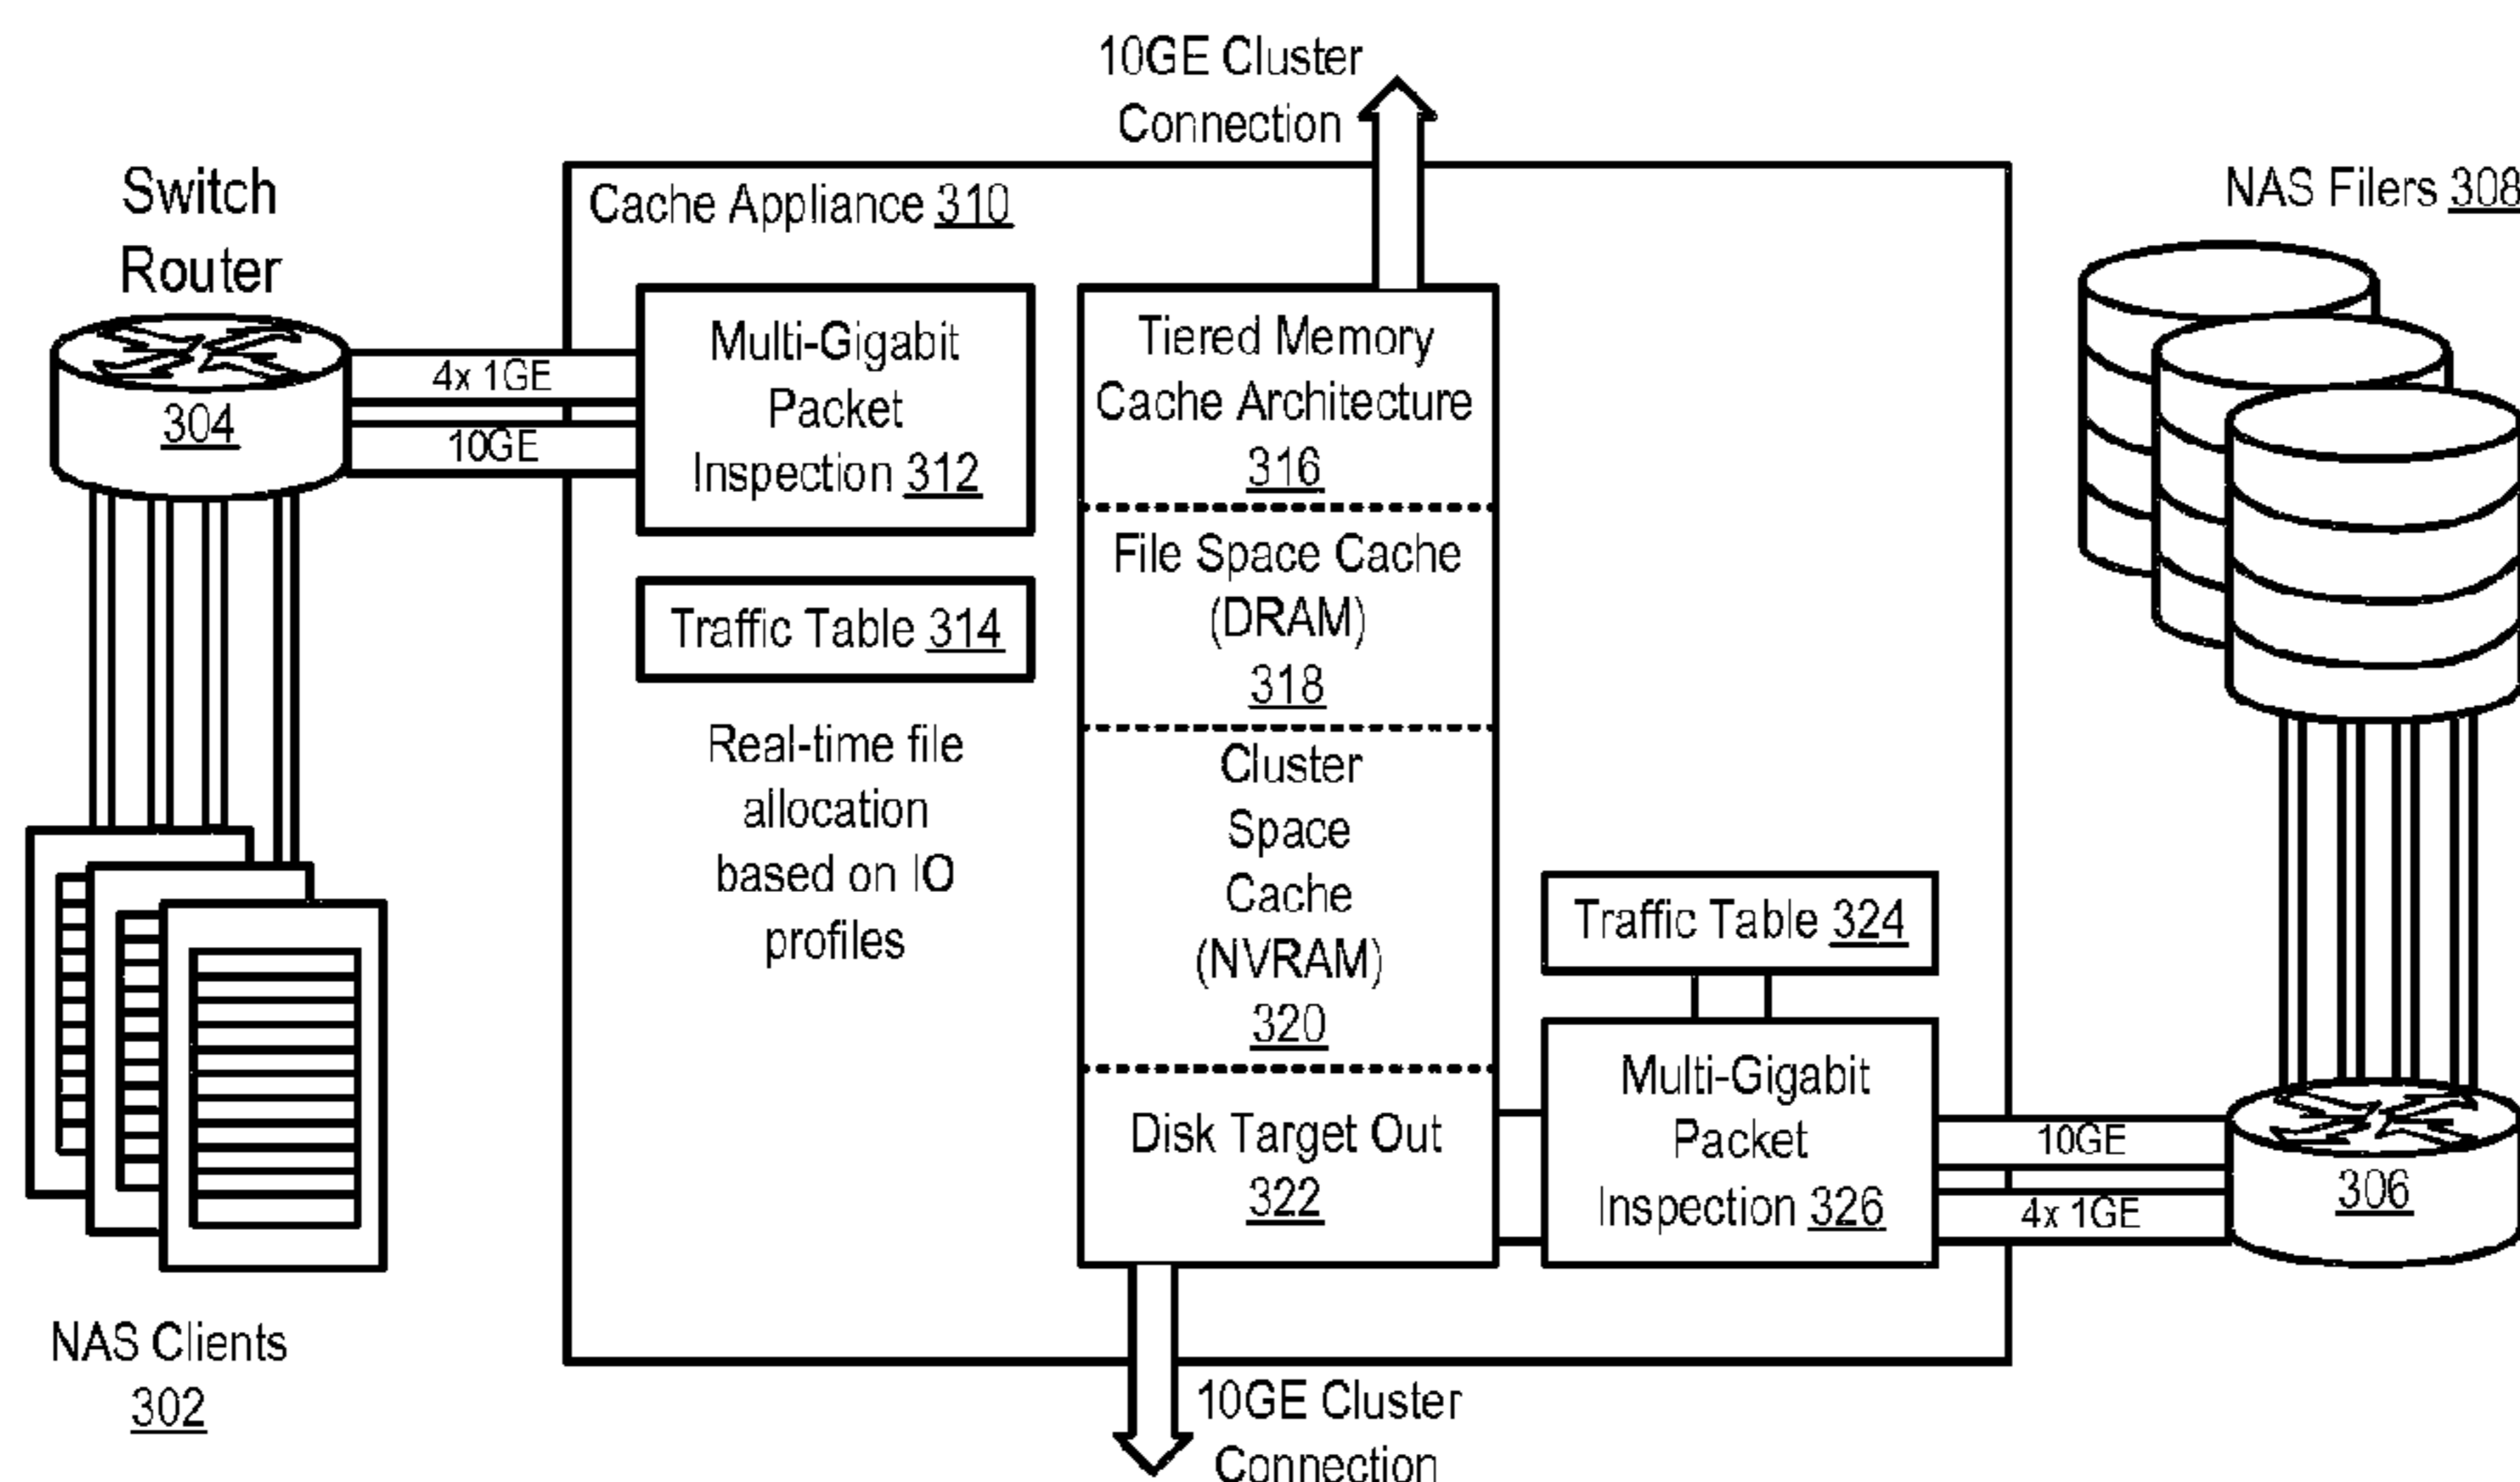 10GE Cluster
Connection
Switch
Router
304
4x 1GE
10GE
NAS Clients
302
Cache Appliance 310
Multi-Gigabit
Packet
Inspection 312
Traffic Table 314
Real-time file
allocation
based on IO
profiles
Tiered Memory
Cache Architecture
316
File Space Cache
(DRAM)
318
Cluster
Space
Cache
(NVRAM)
320
Disk Target Out
322
Traffic Table 324
Multi-Gigabit
Packet
Inspection 326
10GE
4x 1GE
NAS Filers 308
306
10GE Cluster
Connection